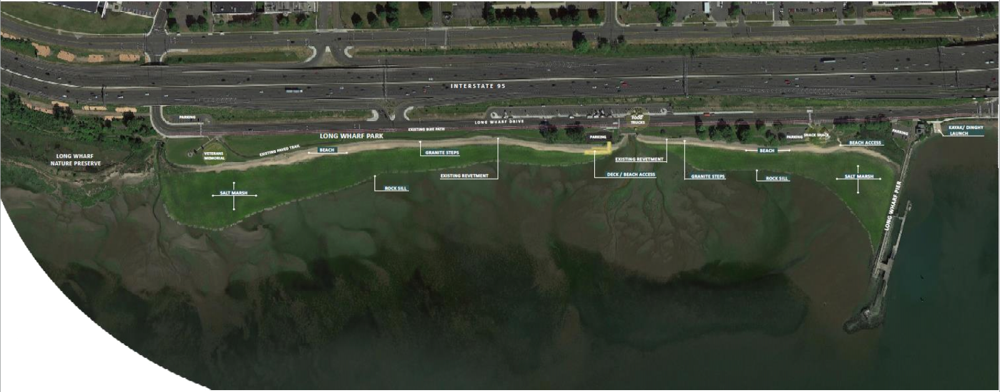 INTERSTATE 95
PARKING
LONG WHARF DRIVE
FOOD
TRUCKS
EXISTING BIKE PATH
LONG WHARF PARK
PARKING
PARKING
SNACK SHACK
PARKING
KAYAK/ DINGHY
LAUNCH
BEACH ACCESS
LONG WHARF
NATURE PRESERVE
VETERANS
MEMORIAL
EXISTING PAVED TRAIL
BEACH
GRANITE STEPS
EXISTING REVETMENT
BEACH
EXISTING REVETMENT
DECK / BEACH ACCESS
GRANITE STEPS
ROCK SILL
SALT MARSH
ROCK SILL
SALT MARSH
LONG WHARF PIER